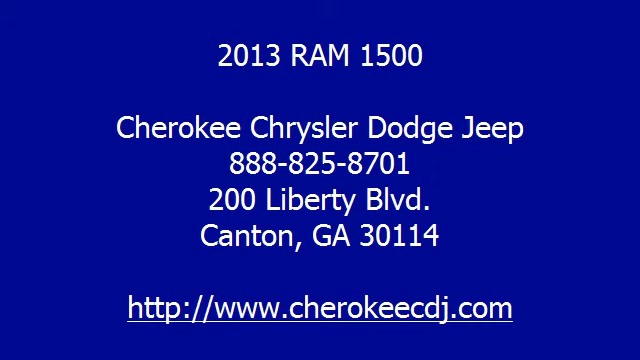 2013 RAM 1500
Cherokee Chrysler Dodge Jeep
888-825-8701
200 Liberty Blvd.
Canton, GA 30114
http://www.cherokeecdj.com